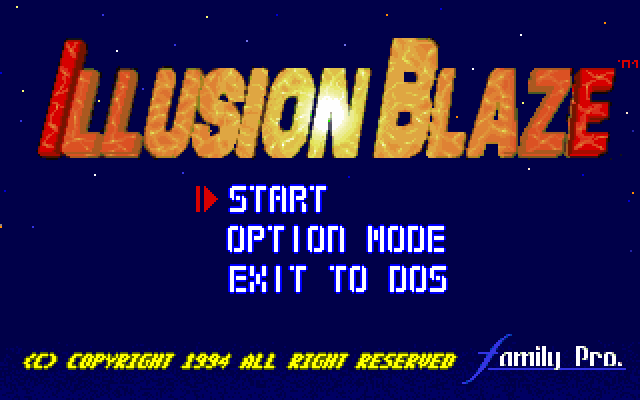 ILLUSION BLAZE ™
START
OPTION MODE
EXIT TO DOS
(C) COPYRIGHT 1994 ALL RIGHT RESERVED family Pro.